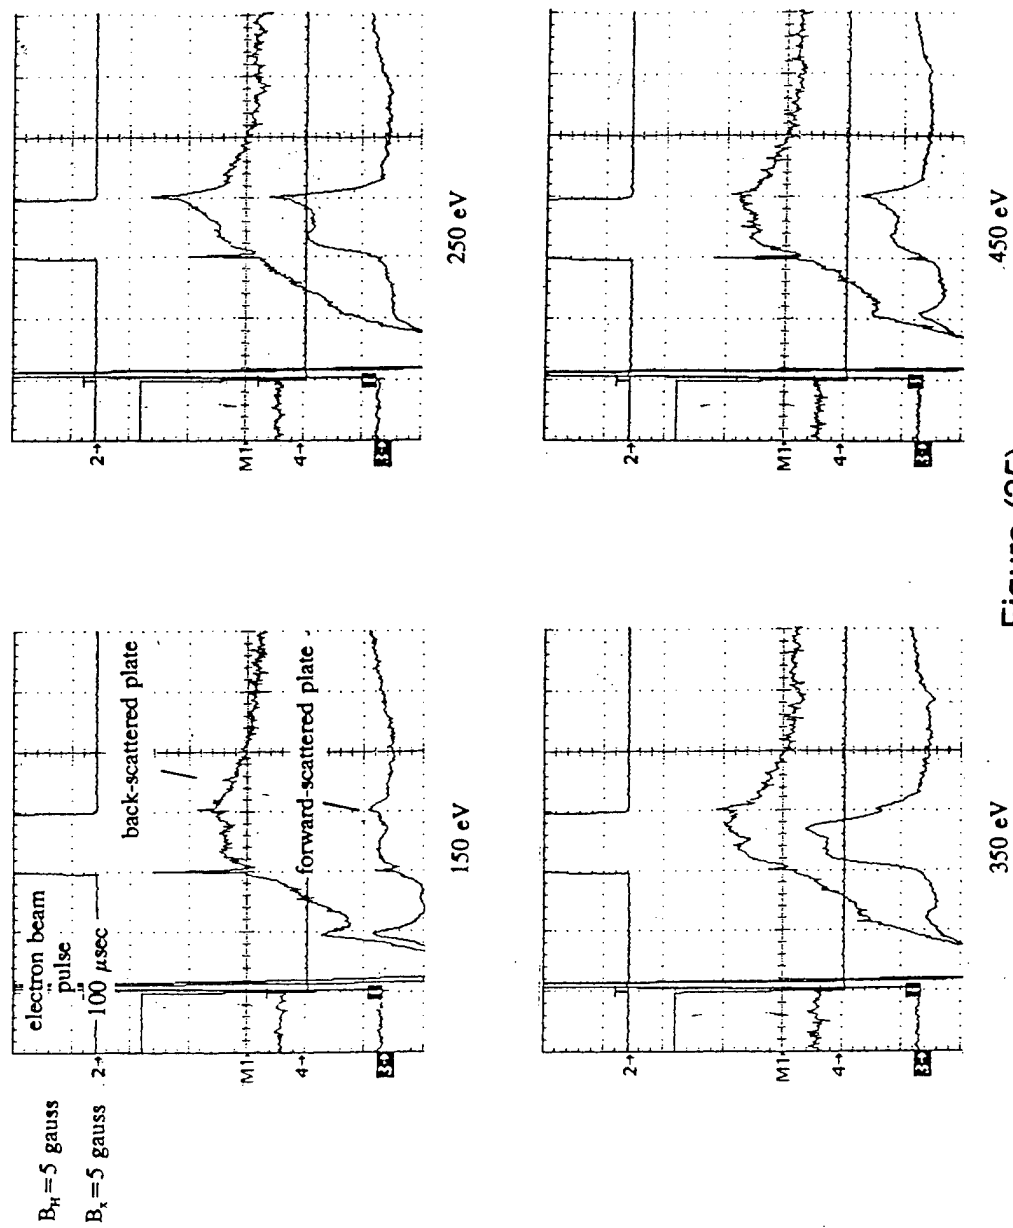 B_H = 5 gauss
B_x = 5 gauss
electron beam
pulse
100 μsec
back-scattered plate
forward-scattered plate
2→
M1→
4→
3→
150 eV
2→
M1→
4→
3→
250 eV
2→
M1→
4→
3→
350 eV
2→
M1→
4→
3→
450 eV
Figure (25)